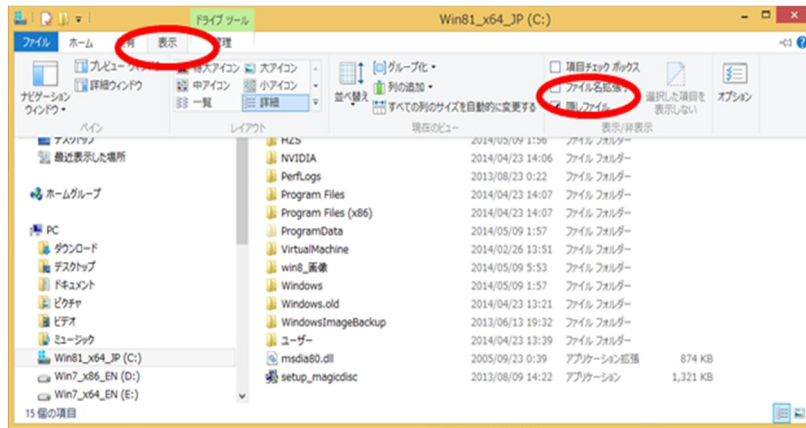 ドライブ ツール
Win81_x64_JP (C:)
ファイル ホーム 表示 管理
プレビュー
詳細ウィンドウ
ナビゲーション
ウィンドウ
ペイン
特大アイコン 大アイコン
中アイコン 小アイコン
一覧 詳細
レイアウト
並べ替え
グループ化
列の追加
すべての列のサイズを自動的に変更する
現在のビュー
項目チェック ボックス
ファイル名拡張子
隠しファイル
選択した項目を
表示しない
表示/非表示
オプション
デスクトップ
最近表示した場所
ホームグループ
PC
ダウンロード
デスクトップ
ドキュメント
ピクチャ
ビデオ
ミュージック
Win81_x64_JP (C:)
Win7_x86_EN (D:)
Win7_x64_EN (E:)
HZS 2014/05/09 1:56 ファイル フォルダー
NVIDIA 2014/04/23 14:06 ファイル フォルダー
PerfLogs 2013/08/23 0:22 ファイル フォルダー
Program Files 2014/04/23 14:07 ファイル フォルダー
Program Files (x86) 2014/04/23 14:07 ファイル フォルダー
ProgramData 2014/05/09 1:57 ファイル フォルダー
VirtualMachine 2014/02/26 13:51 ファイル フォルダー
win8_画像 2014/05/09 5:53 ファイル フォルダー
Windows 2014/05/09 1:57 ファイル フォルダー
Windows.old 2014/04/23 13:21 ファイル フォルダー
WindowsImageBackup 2013/06/13 19:32 ファイル フォルダー
ユーザー 2014/04/23 13:39 ファイル フォルダー
msdia80.dll 2005/09/23 0:39 アプリケーション拡張 874 KB
setup_magicdisc 2013/08/09 14:22 アプリケーション 1,321 KB
15 個の項目